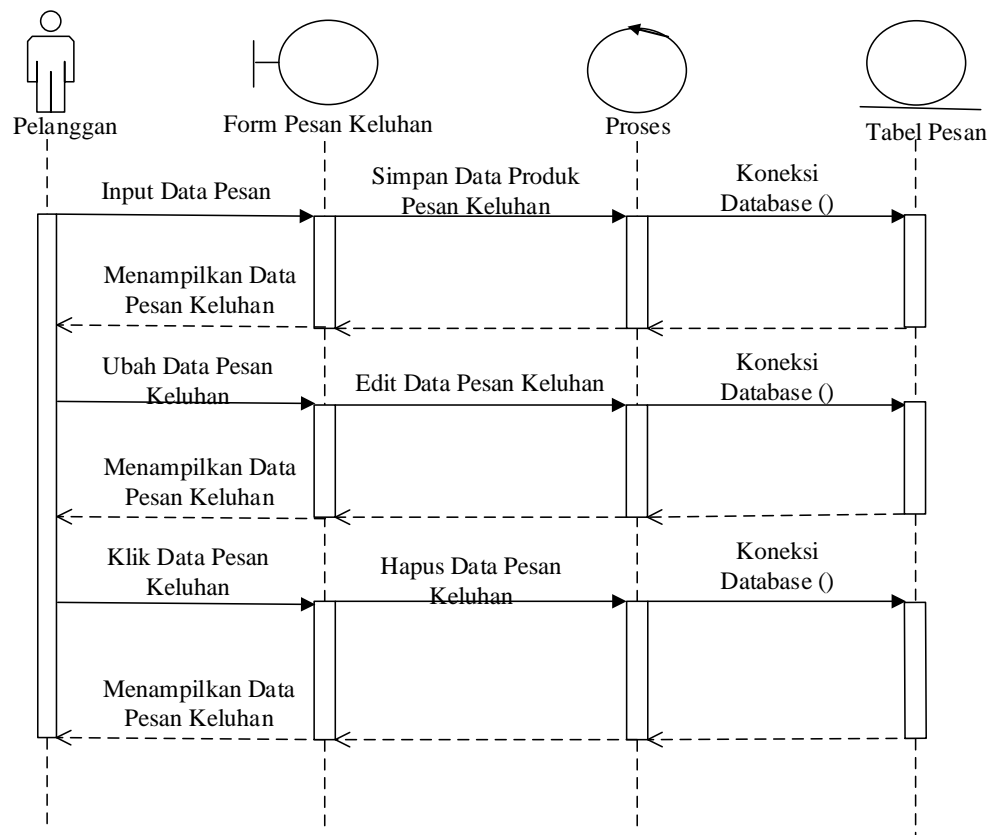 Pelanggan
Form Pesan Keluhan
Proses
Tabel Pesan
Input Data Pesan
Simpan Data Produk
Pesan Keluhan
Koneksi
Database ()
Menampilkan Data
Pesan Keluhan
Ubah Data Pesan
Keluhan
Edit Data Pesan Keluhan
Koneksi
Database ()
Menampilkan Data
Pesan Keluhan
Klik Data Pesan
Keluhan
Hapus Data Pesan
Keluhan
Koneksi
Database ()
Menampilkan Data
Pesan Keluhan